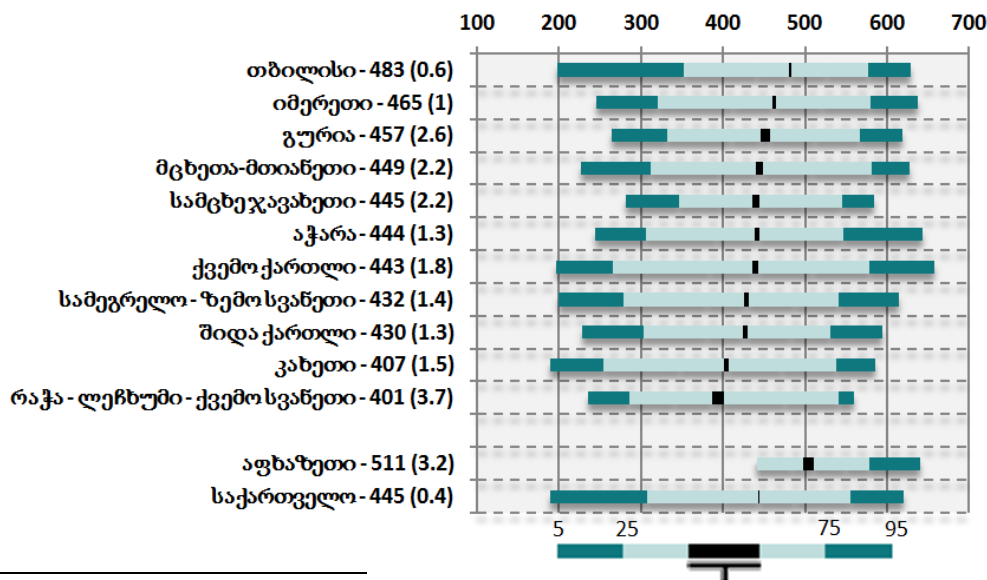 100 200 300 400 500 600 700
თბილისი - 483 (0.6)
იმერეთი - 465 (1)
გურია - 457 (2.6)
მცხეთა-მთიანეთი - 449 (2.2)
სამცხე ჯავახეთი - 445 (2.2)
აჭარა - 444 (1.3)
ქვემო ქართლი - 443 (1.8)
სამეგრელო - ზემო სვანეთი - 432 (1.4)
შიდა ქართლი - 430 (1.3)
კახეთი - 407 (1.5)
რაჭა - ლეჩხუმი - ქვემო სვანეთი - 401 (3.7)
აფხაზეთი - 511 (3.2)
საქართველო - 445 (0.4)
5 25 75 95